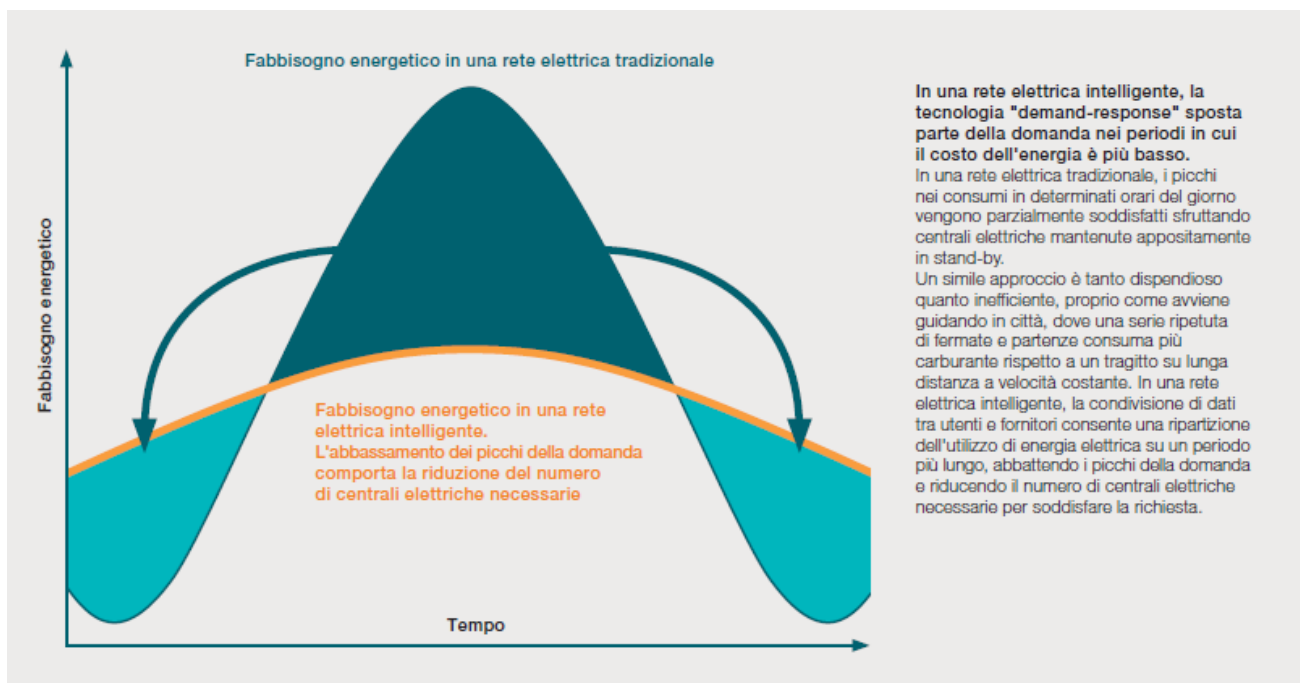 Fabbisogno energetico in una rete elettrica tradizionale
Fabbisogno energetico
Fabbisogno energetico in una rete
elettrica intelligente.
L'abbassamento dei picchi della domanda
comporta la riduzione del numero
di centrali elettriche necessarie
Tempo
In una rete elettrica intelligente, la
tecnologia "demand-response" sposta
parte della domanda nei periodi in cui
il costo dell'energia è più basso.
In una rete elettrica tradizionale, i picchi
nei consumi in determinati orari del giorno
vengono parzialmente soddisfatti sfruttando
centrali elettriche mantenute appositamente
in stand-by.
Un simile approccio è tanto dispendioso
quanto inefficiente, proprio come avviene
guidando in città, dove una serie ripetuta
di fermate e partenze consuma più
carburante rispetto a un tragitto su lunga
distanza a velocità costante. In una rete
elettrica intelligente, la condivisione di dati
tra utenti e fornitori consente una ripartizione
dell'utilizzo di energia elettrica su un periodo
più lungo, abbattendo i picchi della domanda
e riducendo il numero di centrali elettriche
necessarie per soddisfare la richiesta.